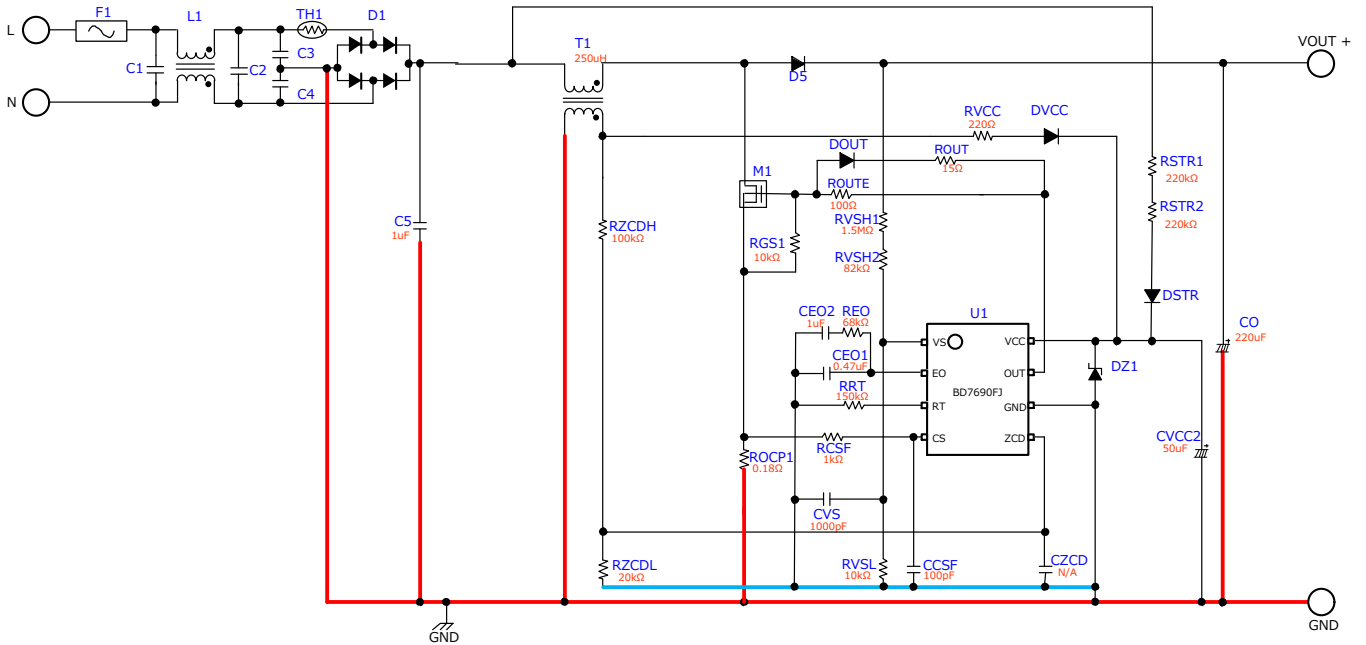 F1
L1
TH1
D1
L
C1
C2
C3
C4
N
T1
250uH
D5
VOUT +
RVCC
220Ω
DVCC
DOUT
ROUT
15Ω
M1
ROUTE
100Ω
RSTR1
220kΩ
RSTR2
220kΩ
C5
1uF
RZCDH
100kΩ
RGS1
10kΩ
RVSH1
1.5MΩ
RVSH2
82kΩ
DSTR
CEO2
1uF
REO
68kΩ
U1
CO
220uF
VS
VCC
CEO1
0.47uF
EO
OUT
DZ1
RRT
150kΩ
BD7690FJ
RT
GND
CS
ZCD
ROCP1
0.18Ω
RCSF
1kΩ
CVCC2
50uF
CVS
1000pF
RZCDL
20kΩ
RVSL
10kΩ
CCSF
100pF
CZCD
N/A
GND
GND